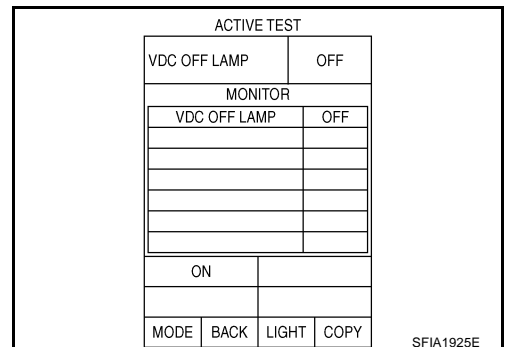 ACTIVE TEST
VDC OFF LAMP OFF
MONITOR
VDC OFF LAMP OFF
ON
MODE BACK LIGHT COPY
SFIA1925E